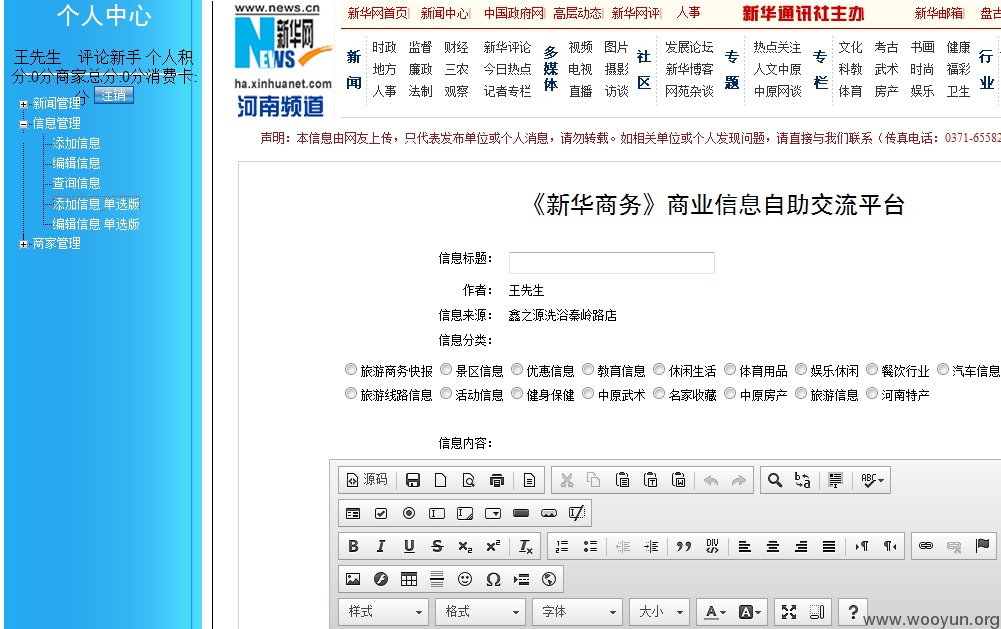 个人中心
王先生 评论新手 个人积
分:0分商家总分:0分消费卡:
分 注销
新闻管理
信息管理
添加信息
编辑信息
查询信息
添加信息 单选版
编辑信息 单选版
商家管理
www.news.cn
新华网
NEWS
ha.xinhuanet.com
河南频道
新华网首页| 新闻中心| 中国政府网| 高层动态| 新华网评| 人事 新华通讯社主办 新华邮箱| 盘古
新闻
时政 监督 财经 新华评论
地方 廉政 三农 今日热点
人事 法制 观察 记者专栏
多媒体
视频 图片
电视 摄影
直播 访谈
社区
发展论坛
新华博客
网苑杂谈
专题
热点关注
人文中原
中原网谈
专栏
文化 考古 书画 健康
科教 武术 时尚 福彩
体育 房产 娱乐 卫生
行业
声明：本信息由网友上传，只代表发布单位或个人消息，请勿转载。如相关单位或个人发现问题，请直接与我们联系（传真电话：0371-65582
《新华商务》商业信息自助交流平台
信息标题：
作者： 王先生
信息来源： 鑫之源洗浴秦岭路店
信息分类：
旅游商务快报 景区信息 优惠信息 教育信息 休闲生活 体育用品 娱乐休闲 餐饮行业 汽车信息
旅游线路信息 活动信息 健身保健 中原武术 名家收藏 中原房产 旅游信息 河南特产
信息内容：
源码
ABC
B I U S x₂ x² Tx
DIV
Ω
样式 格式 字体 大小 A A ?
www.wooyun.org